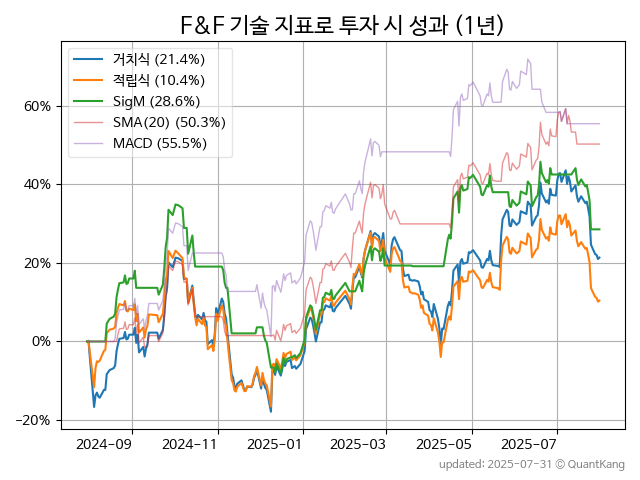 F&F 기술 지표로 투자 시 성과 (1년)
거치식 (21.4%)
적립식 (10.4%)
SigM (28.6%)
SMA(20) (50.3%)
MACD (55.5%)
60%
40%
20%
0%
−20%
2024-09 2024-11 2025-01 2025-03 2025-05 2025-07
updated: 2025-07-31 © QuantKang